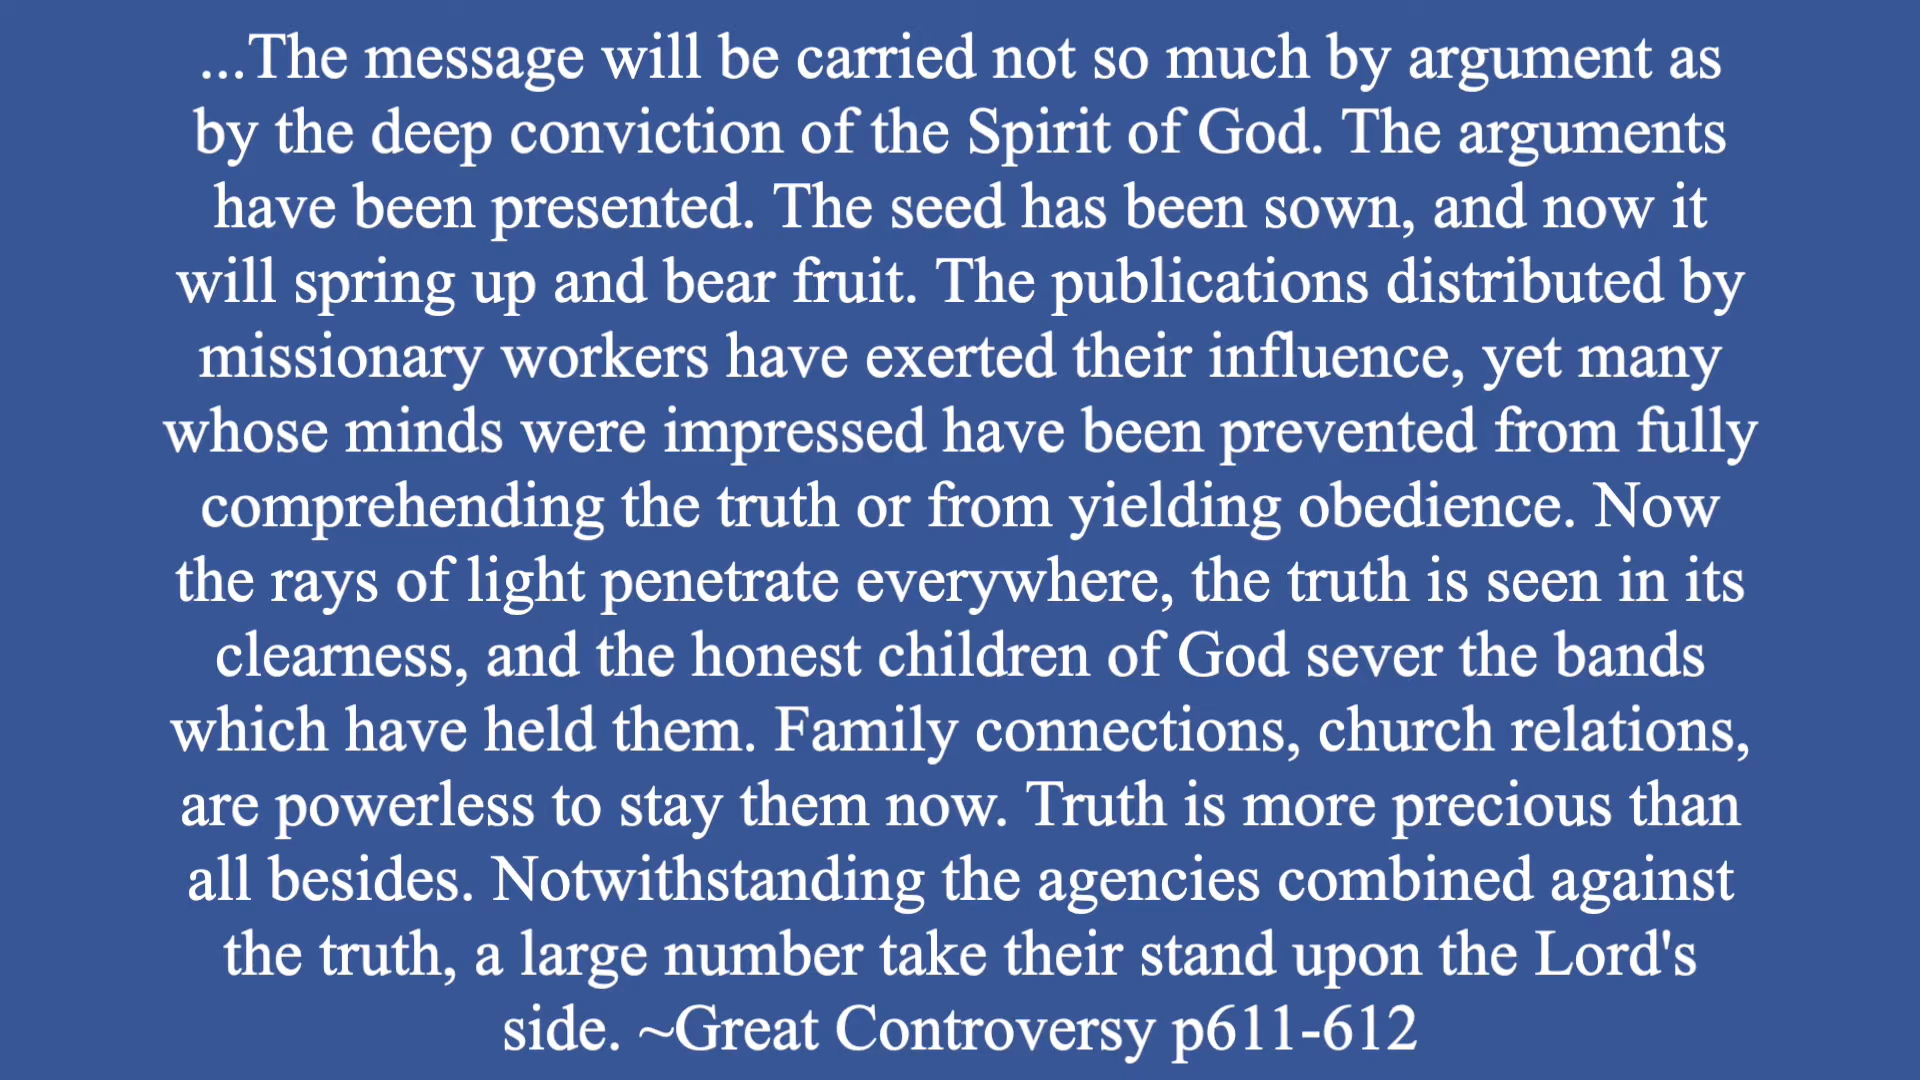 ...The message will be carried not so much by argument as
by the deep conviction of the Spirit of God. The arguments
have been presented. The seed has been sown, and now it
will spring up and bear fruit. The publications distributed by
missionary workers have exerted their influence, yet many
whose minds were impressed have been prevented from fully
comprehending the truth or from yielding obedience. Now
the rays of light penetrate everywhere, the truth is seen in its
clearness, and the honest children of God sever the bands
which have held them. Family connections, church relations,
are powerless to stay them now. Truth is more precious than
all besides. Notwithstanding the agencies combined against
the truth, a large number take their stand upon the Lord's
side. ~Great Controversy p611-612